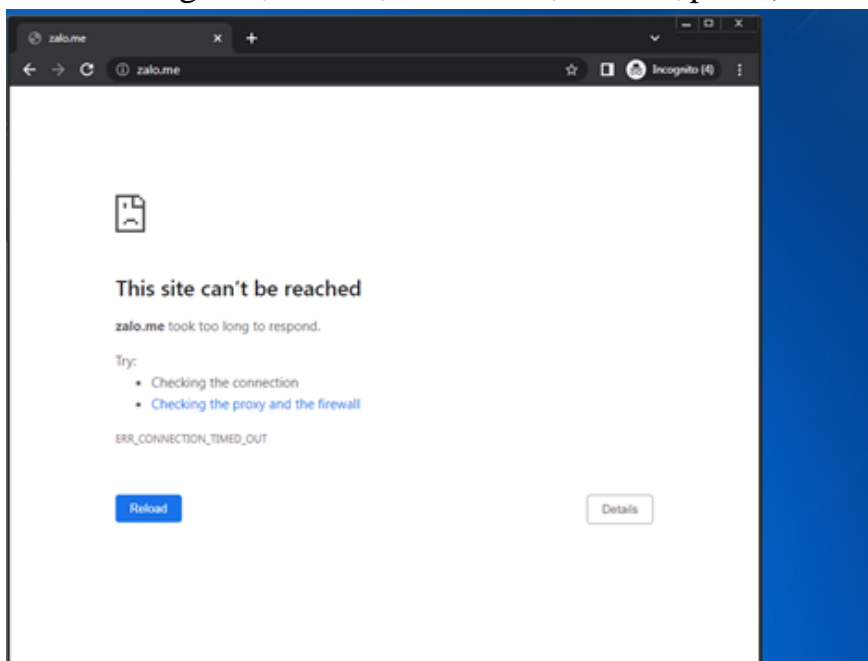 zalo.me
zalo.me
Incognito (4)
This site can't be reached
zalo.me took too long to respond.
Try:
• Checking the connection
• Checking the proxy and the firewall
ERR_CONNECTION_TIMED_OUT
Reload
Details